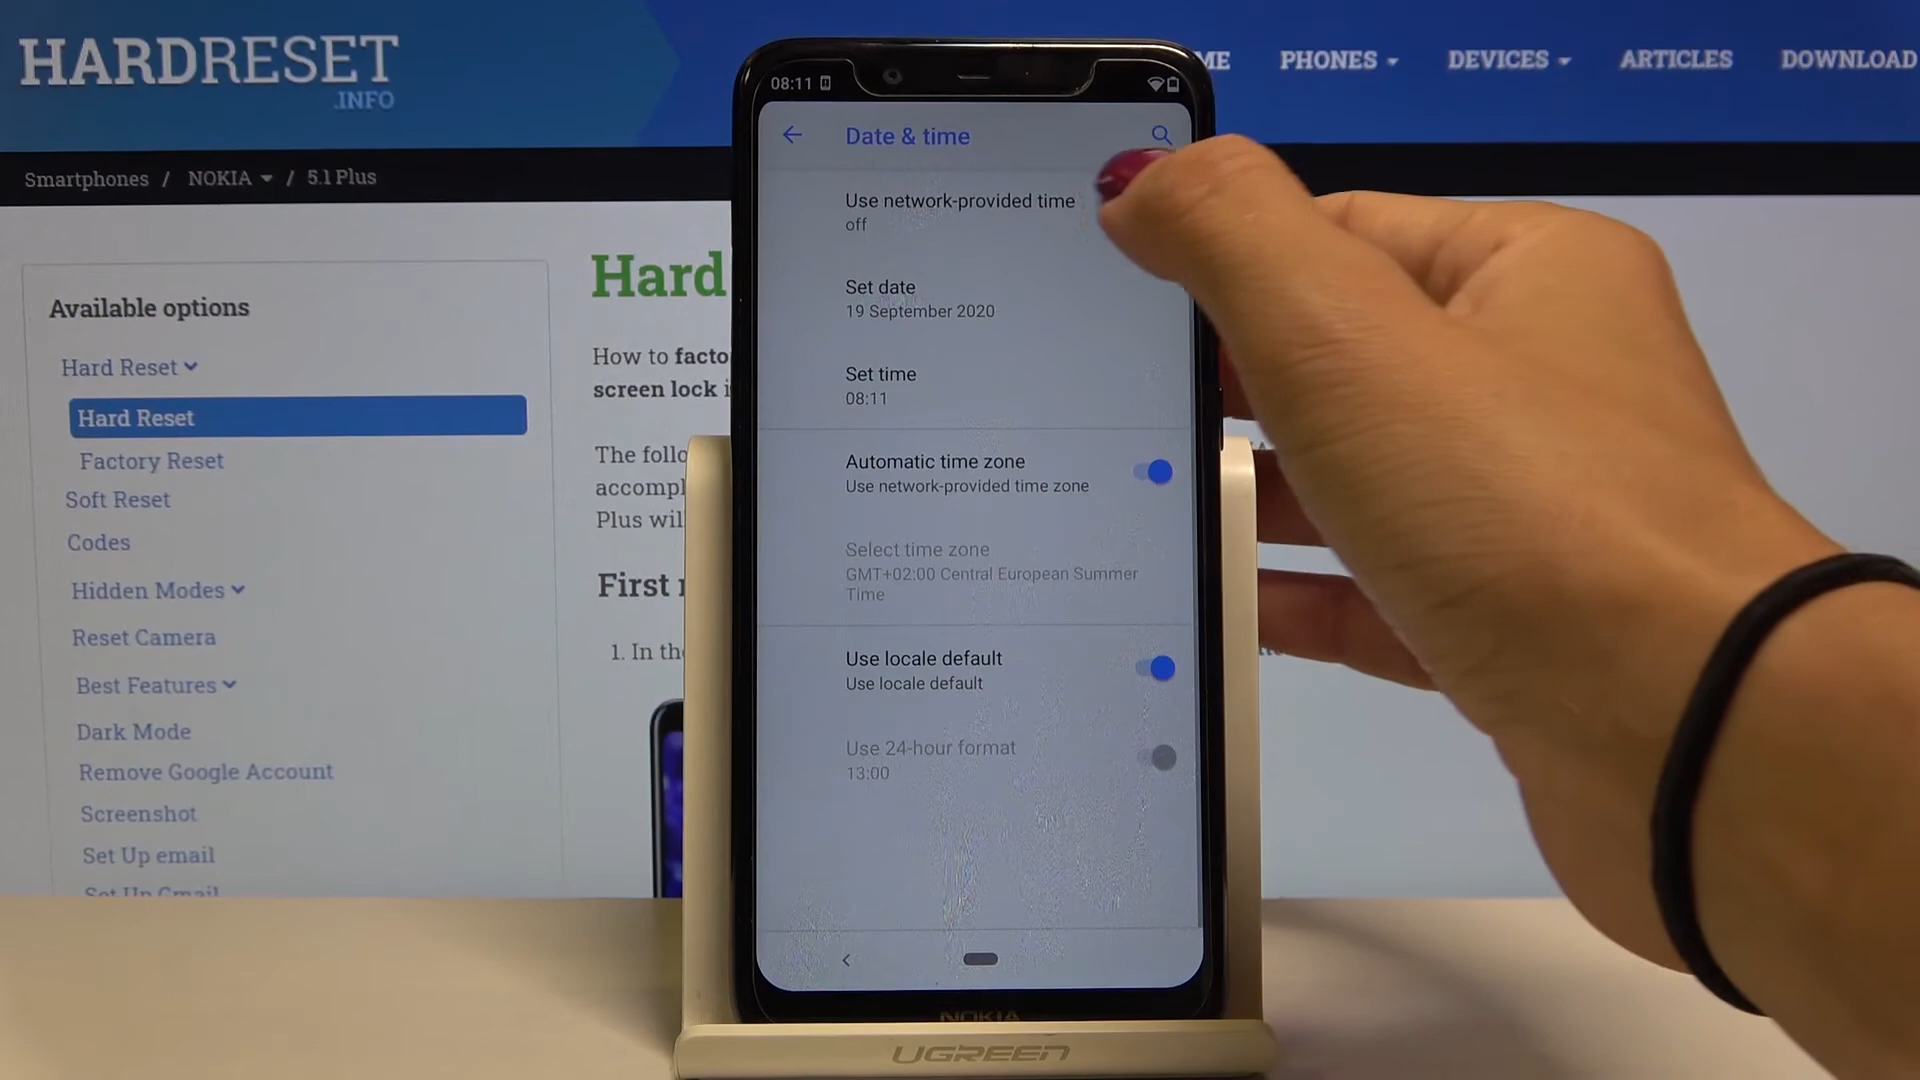 HARDRESET
.INFO
ME PHONES DEVICES ARTICLES DOWNLOAD
Smartphones / NOKIA / 5.1 Plus
Available options
Hard Reset
Hard Reset
Factory Reset
Soft Reset
Codes
Hidden Modes
Reset Camera
Best Features
Dark Mode
Remove Google Account
Screenshot
Set Up email
Set Up Gmail
Hard
How to facto
screen lock i
The follo
accompl
Plus wil
First
1. In the
08:11
Date & time
Use network-provided time
off
Set date
19 September 2020
Set time
08:11
Automatic time zone
Use network-provided time zone
Select time zone
GMT+02:00 Central European Summer
Time
Use locale default
Use locale default
Use 24-hour format
13:00
NOKIA
UGREEN